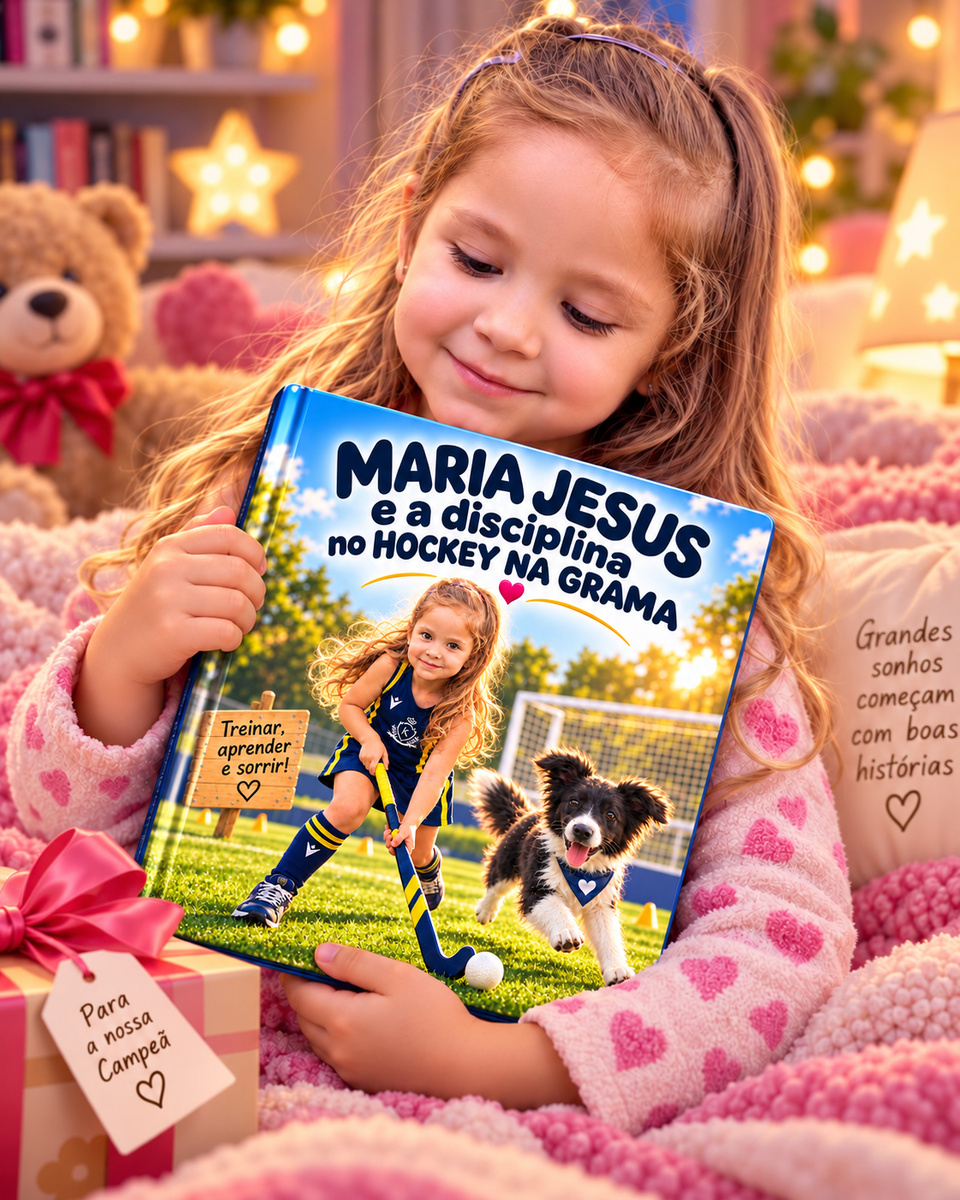 MARIA JESUS
e a disciplina
no HOCKEY NA GRAMA
Treinar,
aprender
e sorrir!
Grandes
sonhos
começam
com boas
histórias
Para
a nossa
Campeã